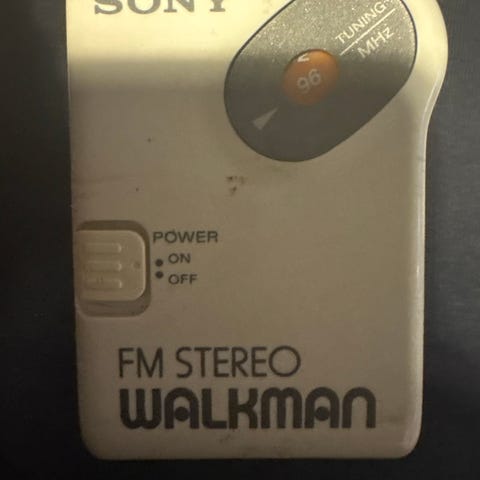 SONY
TUNING
MHz
96
POWER
ON
OFF
FM STEREO
WALKMAN